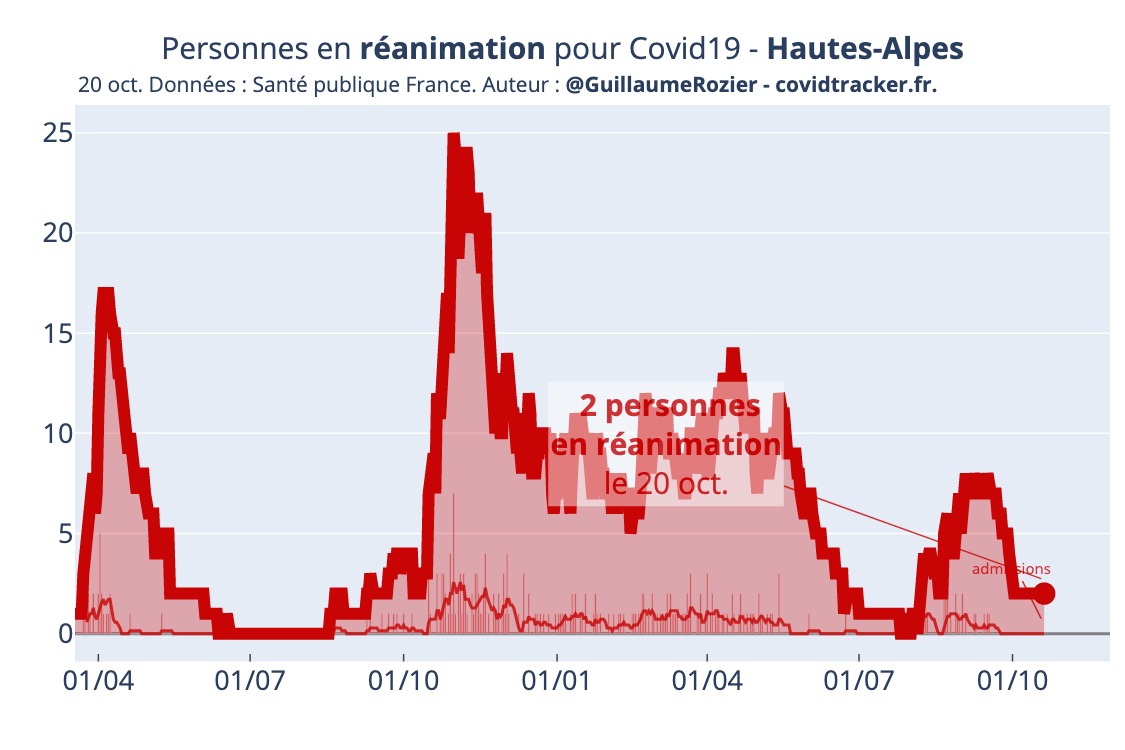 Personnes en réanimation pour Covid19 - Hautes-Alpes
20 oct. Données : Santé publique France. Auteur : @GuillaumeRozier - covidtracker.fr.
25
20
15
10
5
0
2 personnes
en réanimation
le 20 oct.
admissions
01/04
01/07
01/10
01/01
01/04
01/07
01/10